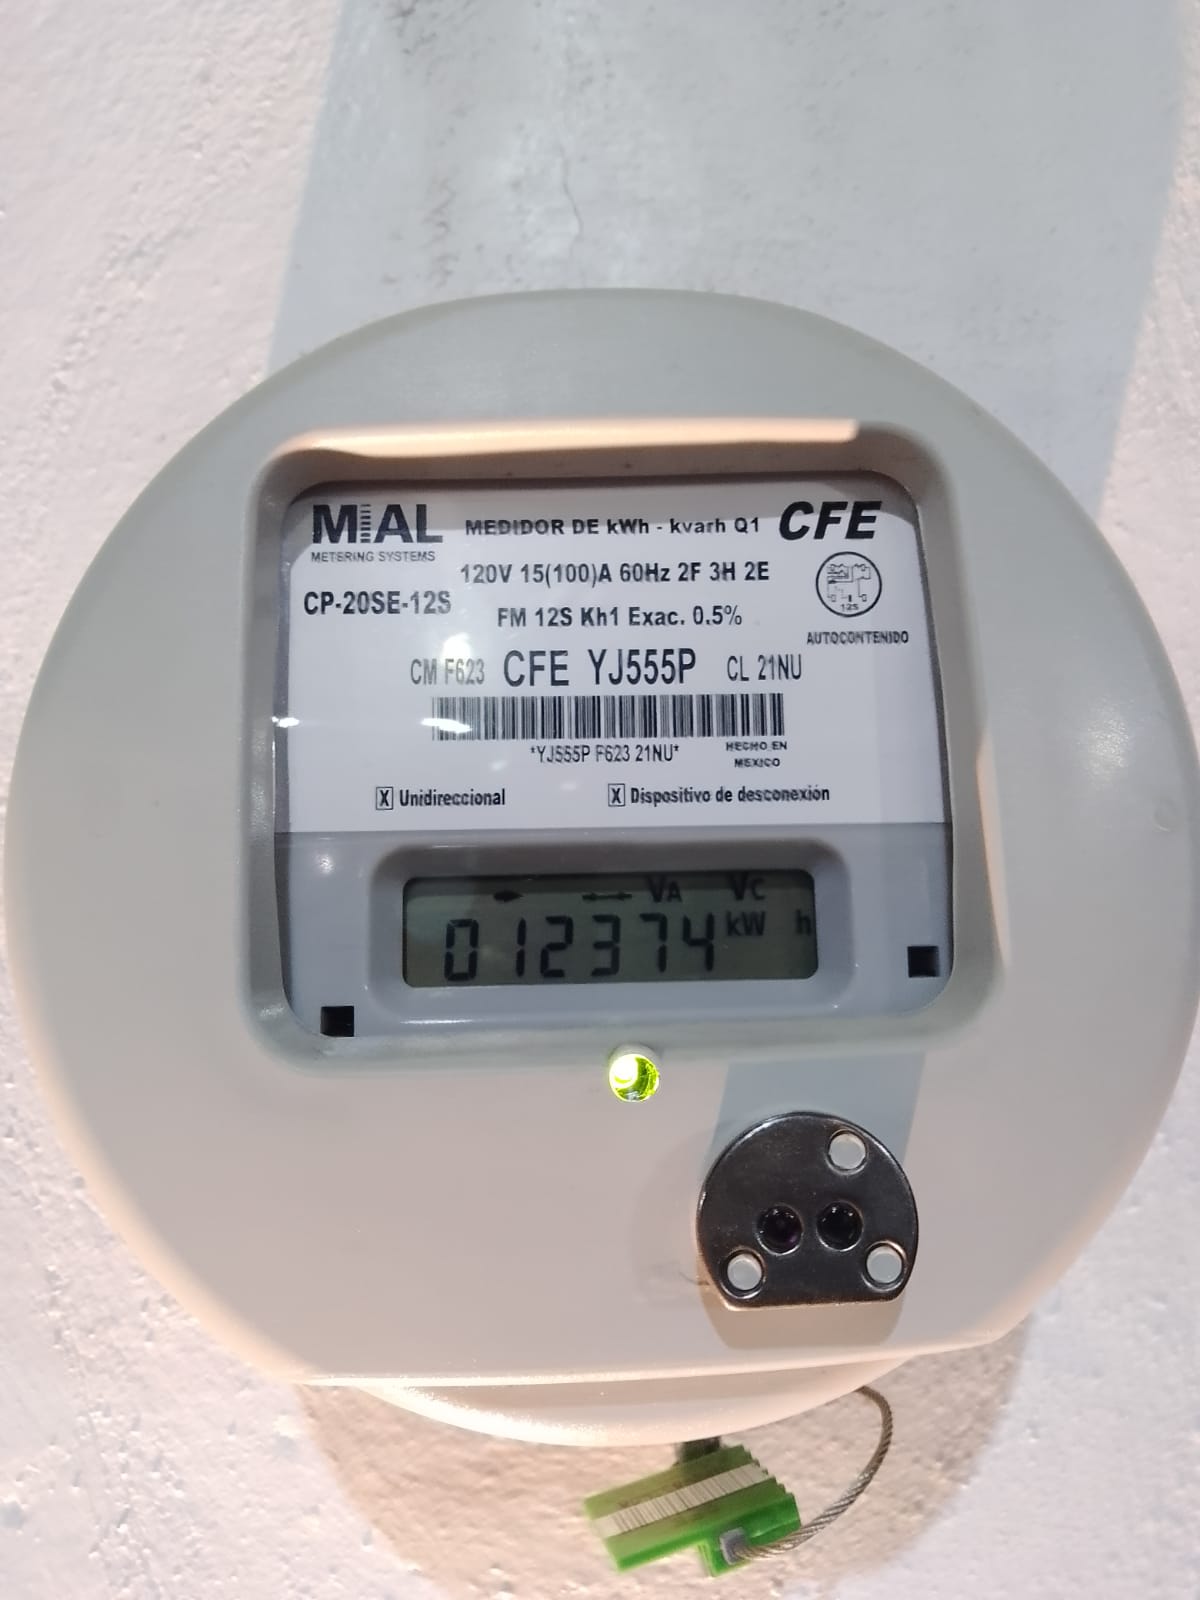 MIAL
METERING SYSTEMS
MEDIDOR DE kWh - kvarh Q1
CFE
120V 15(100)A 60Hz 2F 3H 2E
CP-20SE-12S
FM 12S Kh1 Exac. 0.5%
12S
AUTOCONTENIDO
CM F623 CFE YJ555P CL 21NU
*YJ555P F623 21NU*
HECHO EN
MEXICO
X Unidireccional
X Dispositivo de desconexión
VA VC
012374 kW h